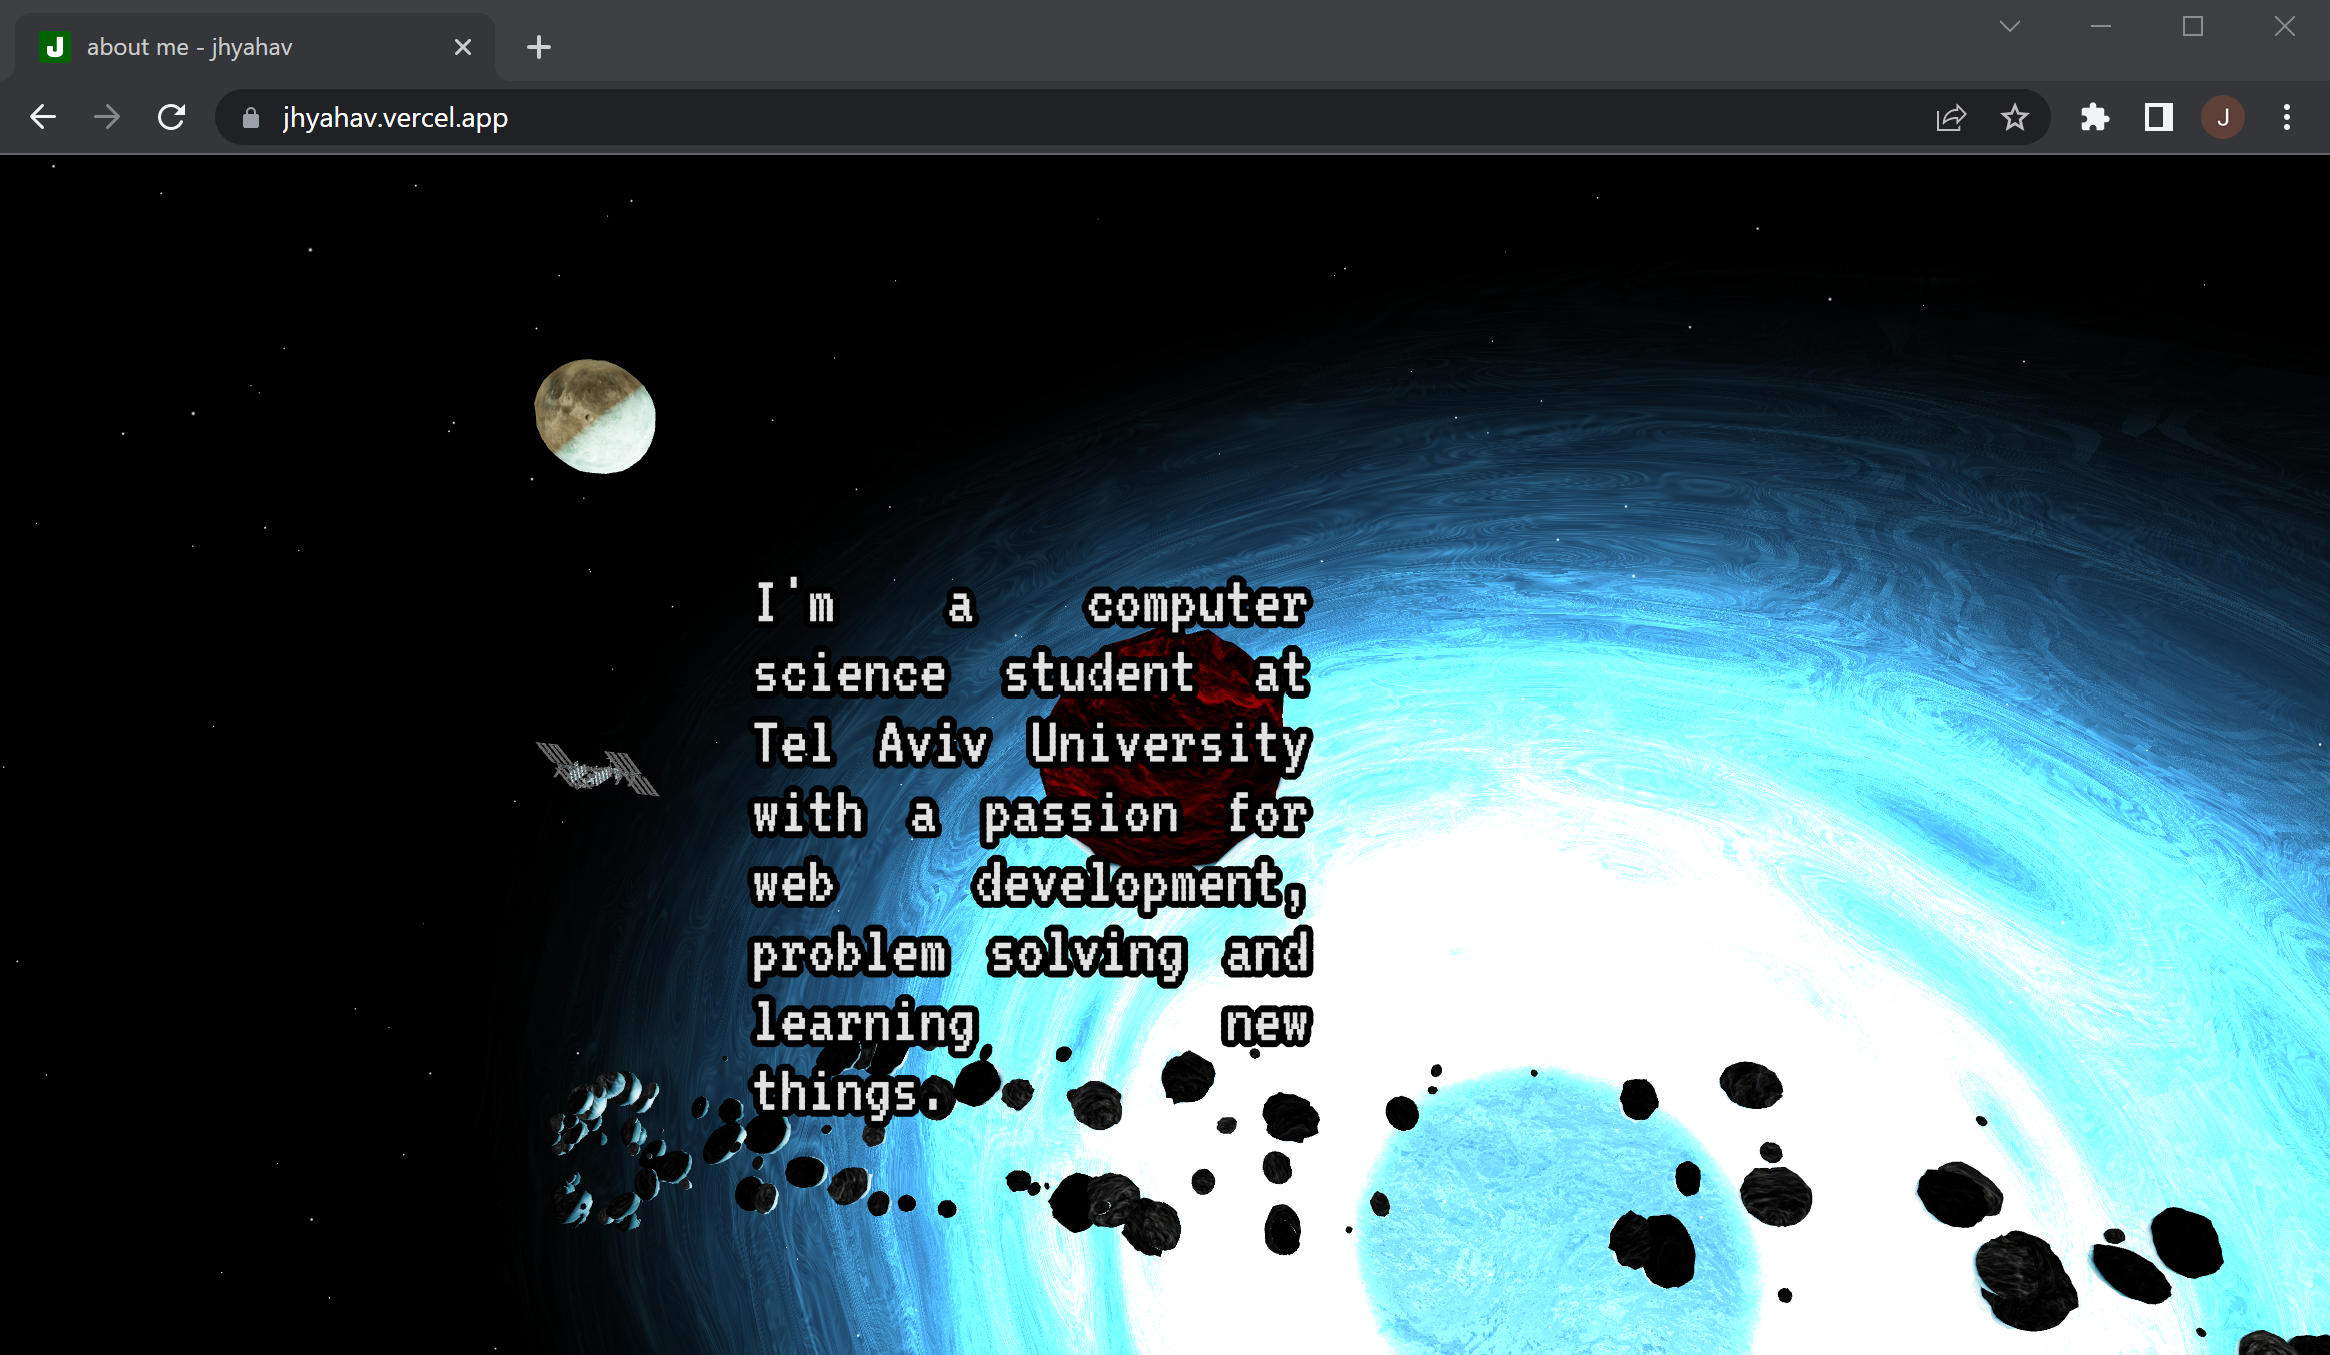 J about me - jhyahav
jhyahav.vercel.app
J
I'm a computer
science student at
Tel Aviv University
with a passion for
web development,
problem solving and
learning new
things.